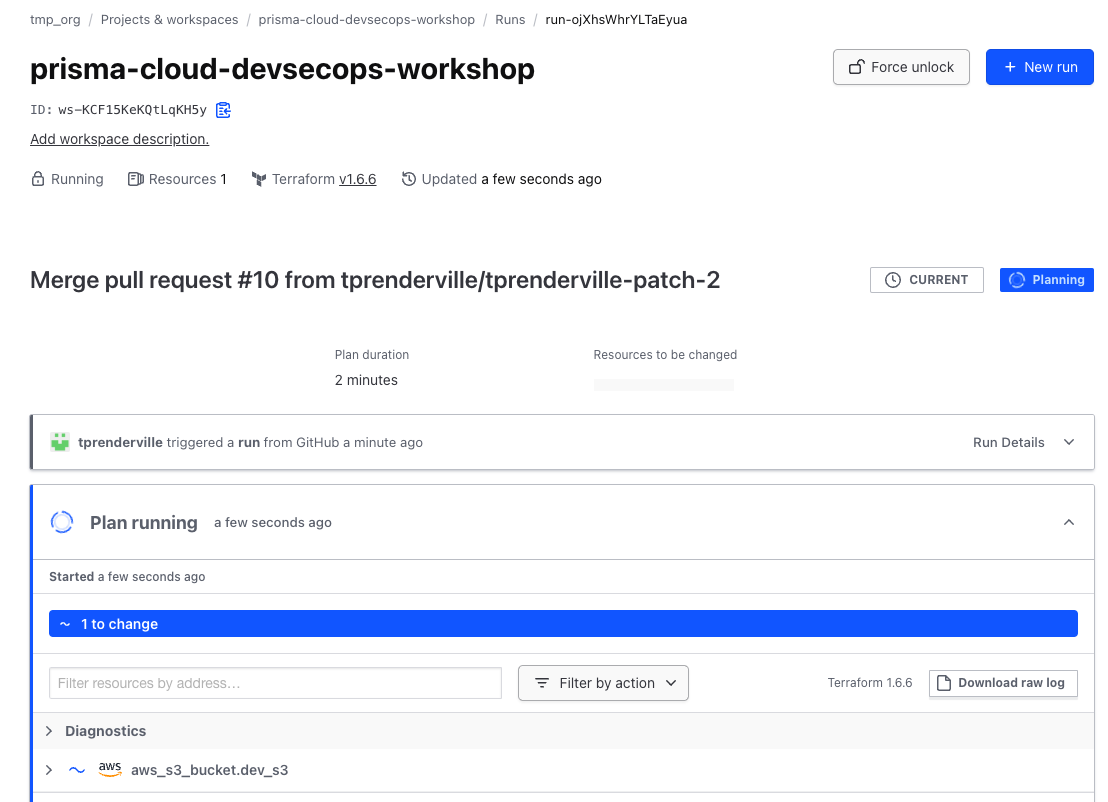 tmp_org / Projects & workspaces / prisma-cloud-devsecops-workshop / Runs / run-ojXhsWhrYLTaEyua
prisma-cloud-devsecops-workshop
Force unlock
+ New run
ID: ws-KCF15KeKQtLqKH5y
Add workspace description.
Running Resources 1 Terraform v1.6.6 Updated a few seconds ago
Merge pull request #10 from tprenderville/tprenderville-patch-2
CURRENT
Planning
Plan duration
2 minutes
Resources to be changed
tprenderville triggered a run from GitHub a minute ago
Run Details
Plan running a few seconds ago
Started a few seconds ago
~ 1 to change
Filter resources by address...
Filter by action
Terraform 1.6.6
Download raw log
Diagnostics
~ aws aws_s3_bucket.dev_s3